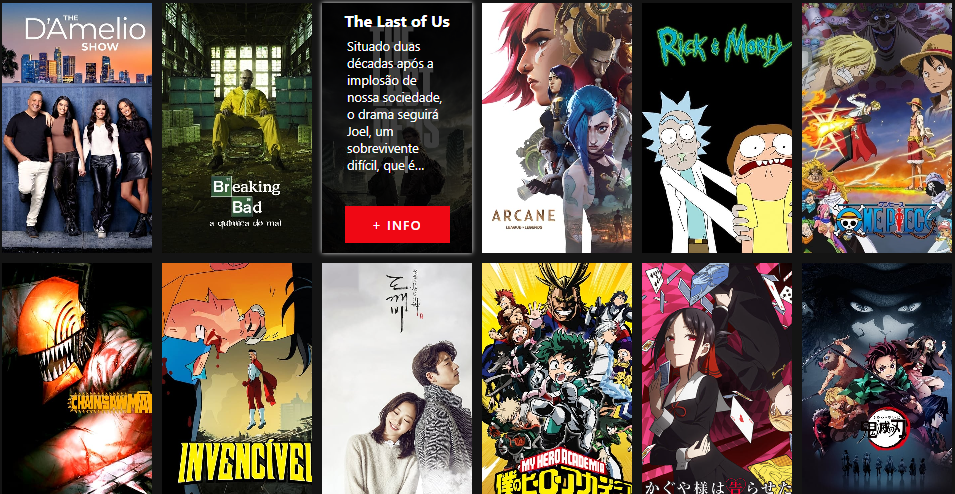 THE
D'Amelio
SHOW
Breaking
Bad
a química do mal
The Last of Us
Situado duas
décadas após a
implosão de
nossa sociedade,
o drama seguirá
Joel, um
sobrevivente
difícil, que é...
+ INFO
ARCANE
LEAGUE OF LEGENDS
RICK & MORTY
ONE PIECE
CHAINSAW MAN
INVENCÍVEL
도깨비
MY HERO ACADEMIA
僕のヒーローアカデミア
かぐや様は告らせた
鬼滅の刃